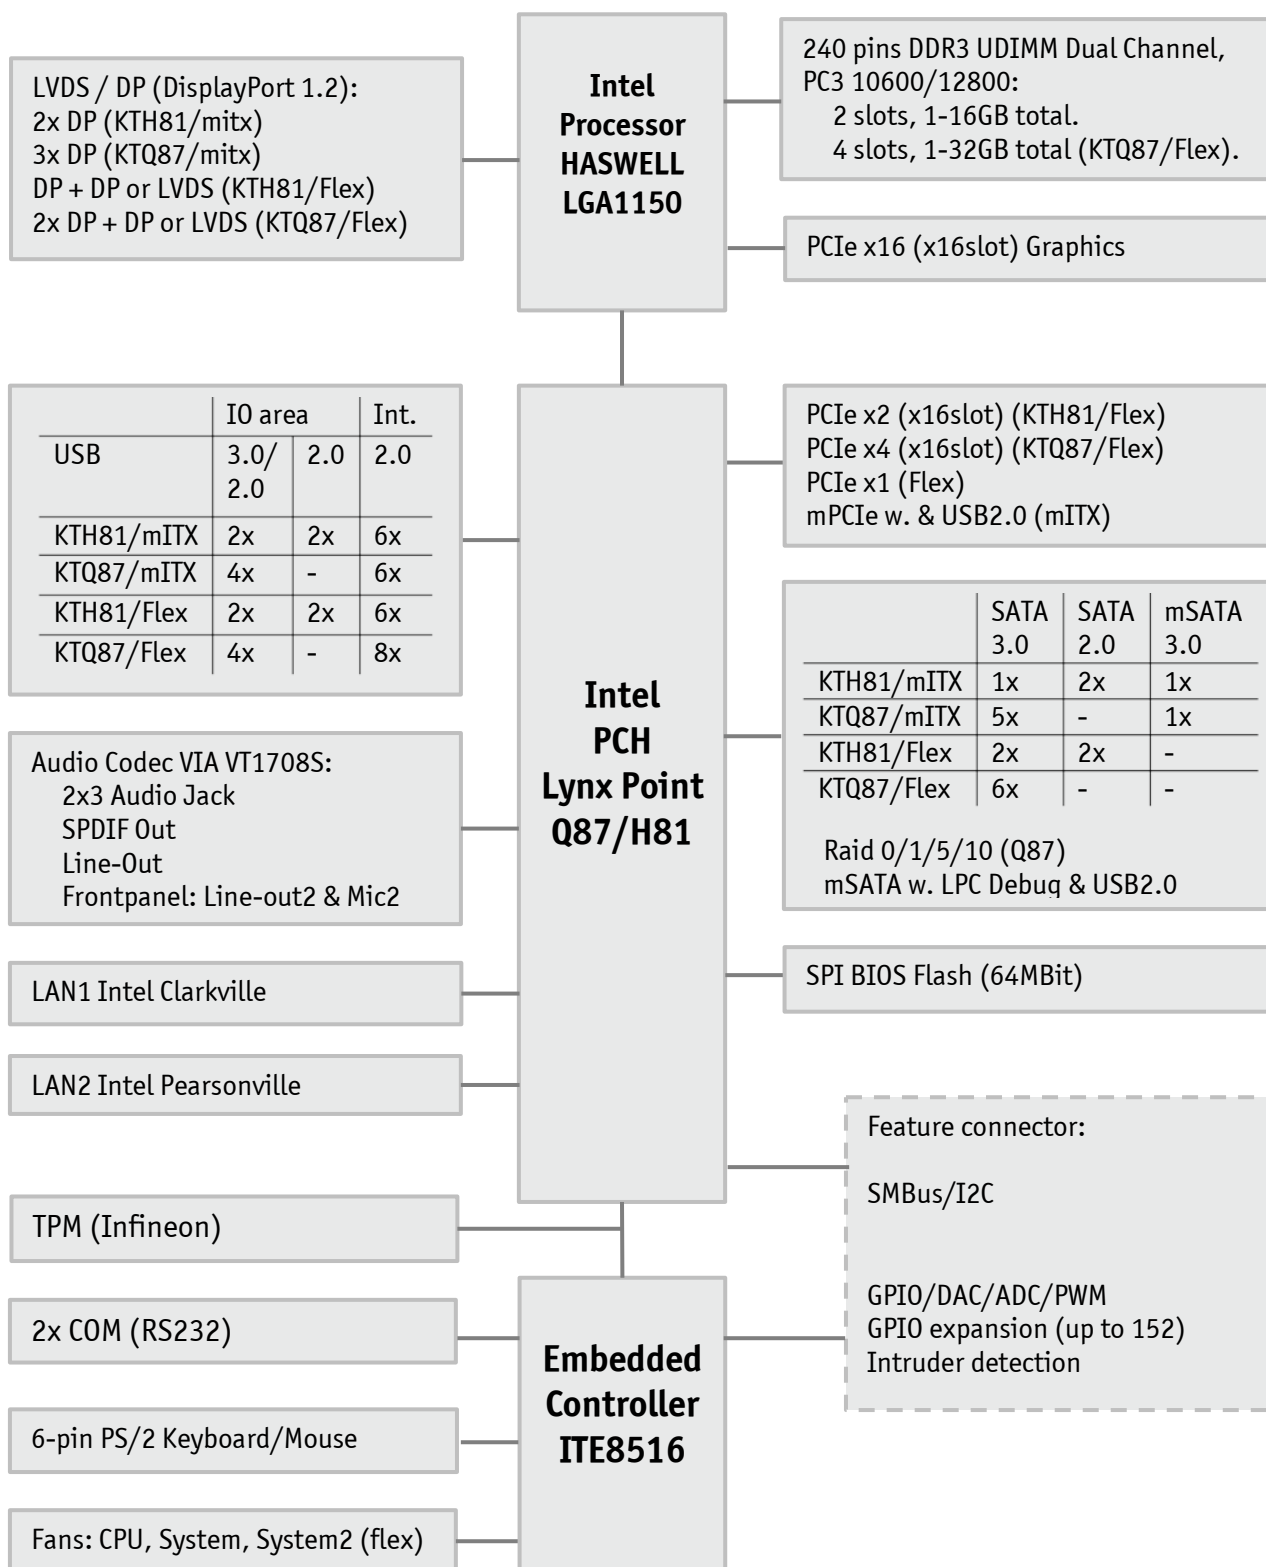 LVDS / DP (DisplayPort 1.2):
2x DP (KTH81/mitx)
3x DP (KTQ87/mitx)
DP + DP or LVDS (KTH81/Flex)
2x DP + DP or LVDS (KTQ87/Flex)
Intel
Processor
HASWELL
LGA1150
240 pins DDR3 UDIMM Dual Channel,
PC3 10600/12800:
2 slots, 1-16GB total.
4 slots, 1-32GB total (KTQ87/Flex).
PCIe x16 (x16slot) Graphics
IO area Int.
USB 3.0/ 2.0 2.0
2.0
KTH81/mITX 2x 2x 6x
KTQ87/mITX 4x - 6x
KTH81/Flex 2x 2x 6x
KTQ87/Flex 4x - 8x
PCIe x2 (x16slot) (KTH81/Flex)
PCIe x4 (x16slot) (KTQ87/Flex)
PCIe x1 (Flex)
mPCIe w. & USB2.0 (mITX)
Intel
PCH
Lynx Point
Q87/H81
SATA SATA mSATA
3.0 2.0 3.0
KTH81/mITX 1x 2x 1x
KTQ87/mITX 5x - 1x
KTH81/Flex 2x 2x -
KTQ87/Flex 6x - -
Raid 0/1/5/10 (Q87)
mSATA w. LPC Debug & USB2.0
Audio Codec VIA VT1708S:
2x3 Audio Jack
SPDIF Out
Line-Out
Frontpanel: Line-out2 & Mic2
LAN1 Intel Clarkville
SPI BIOS Flash (64MBit)
LAN2 Intel Pearsonville
Feature connector:
SMBus/I2C
GPIO/DAC/ADC/PWM
GPIO expansion (up to 152)
Intruder detection
TPM (Infineon)
2x COM (RS232)
Embedded
Controller
ITE8516
6-pin PS/2 Keyboard/Mouse
Fans: CPU, System, System2 (flex)